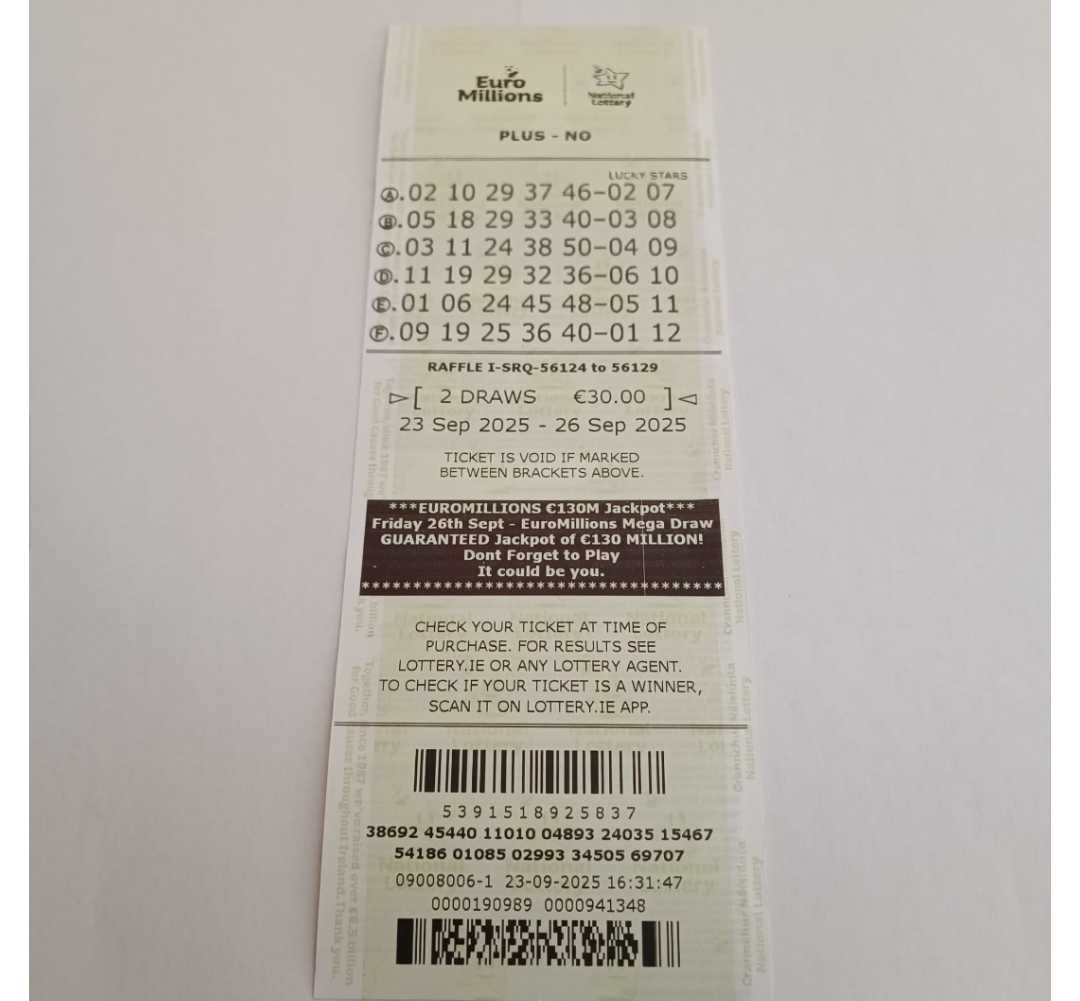 Euro
Millions
National
Lottery
PLUS - NO
LUCKY STARS
A.02 10 29 37 46-02 07
B.05 18 29 33 40-03 08
C.03 11 24 38 50-04 09
D.11 19 29 32 36-06 10
E.01 06 24 45 48-05 11
F.09 19 25 36 40-01 12
RAFFLE I-SRQ-56124 to 56129
[ 2 DRAWS €30.00 ]
23 Sep 2025 - 26 Sep 2025
TICKET IS VOID IF MARKED
BETWEEN BRACKETS ABOVE.
***EUROMILLIONS €130M Jackpot***
Friday 26th Sept - EuroMillions Mega Draw
GUARANTEED Jackpot of €130 MILLION!
Dont Forget to Play
It could be you.
*********************************
CHECK YOUR TICKET AT TIME OF
PURCHASE. FOR RESULTS SEE
LOTTERY.IE OR ANY LOTTERY AGENT.
TO CHECK IF YOUR TICKET IS A WINNER,
SCAN IT ON LOTTERY.IE APP.
5391518925837
38692 45440 11010 04893 24035 15467
54186 01085 02993 34505 69707
09008006-1 23-09-2025 16:31:47
0000190989 0000941348